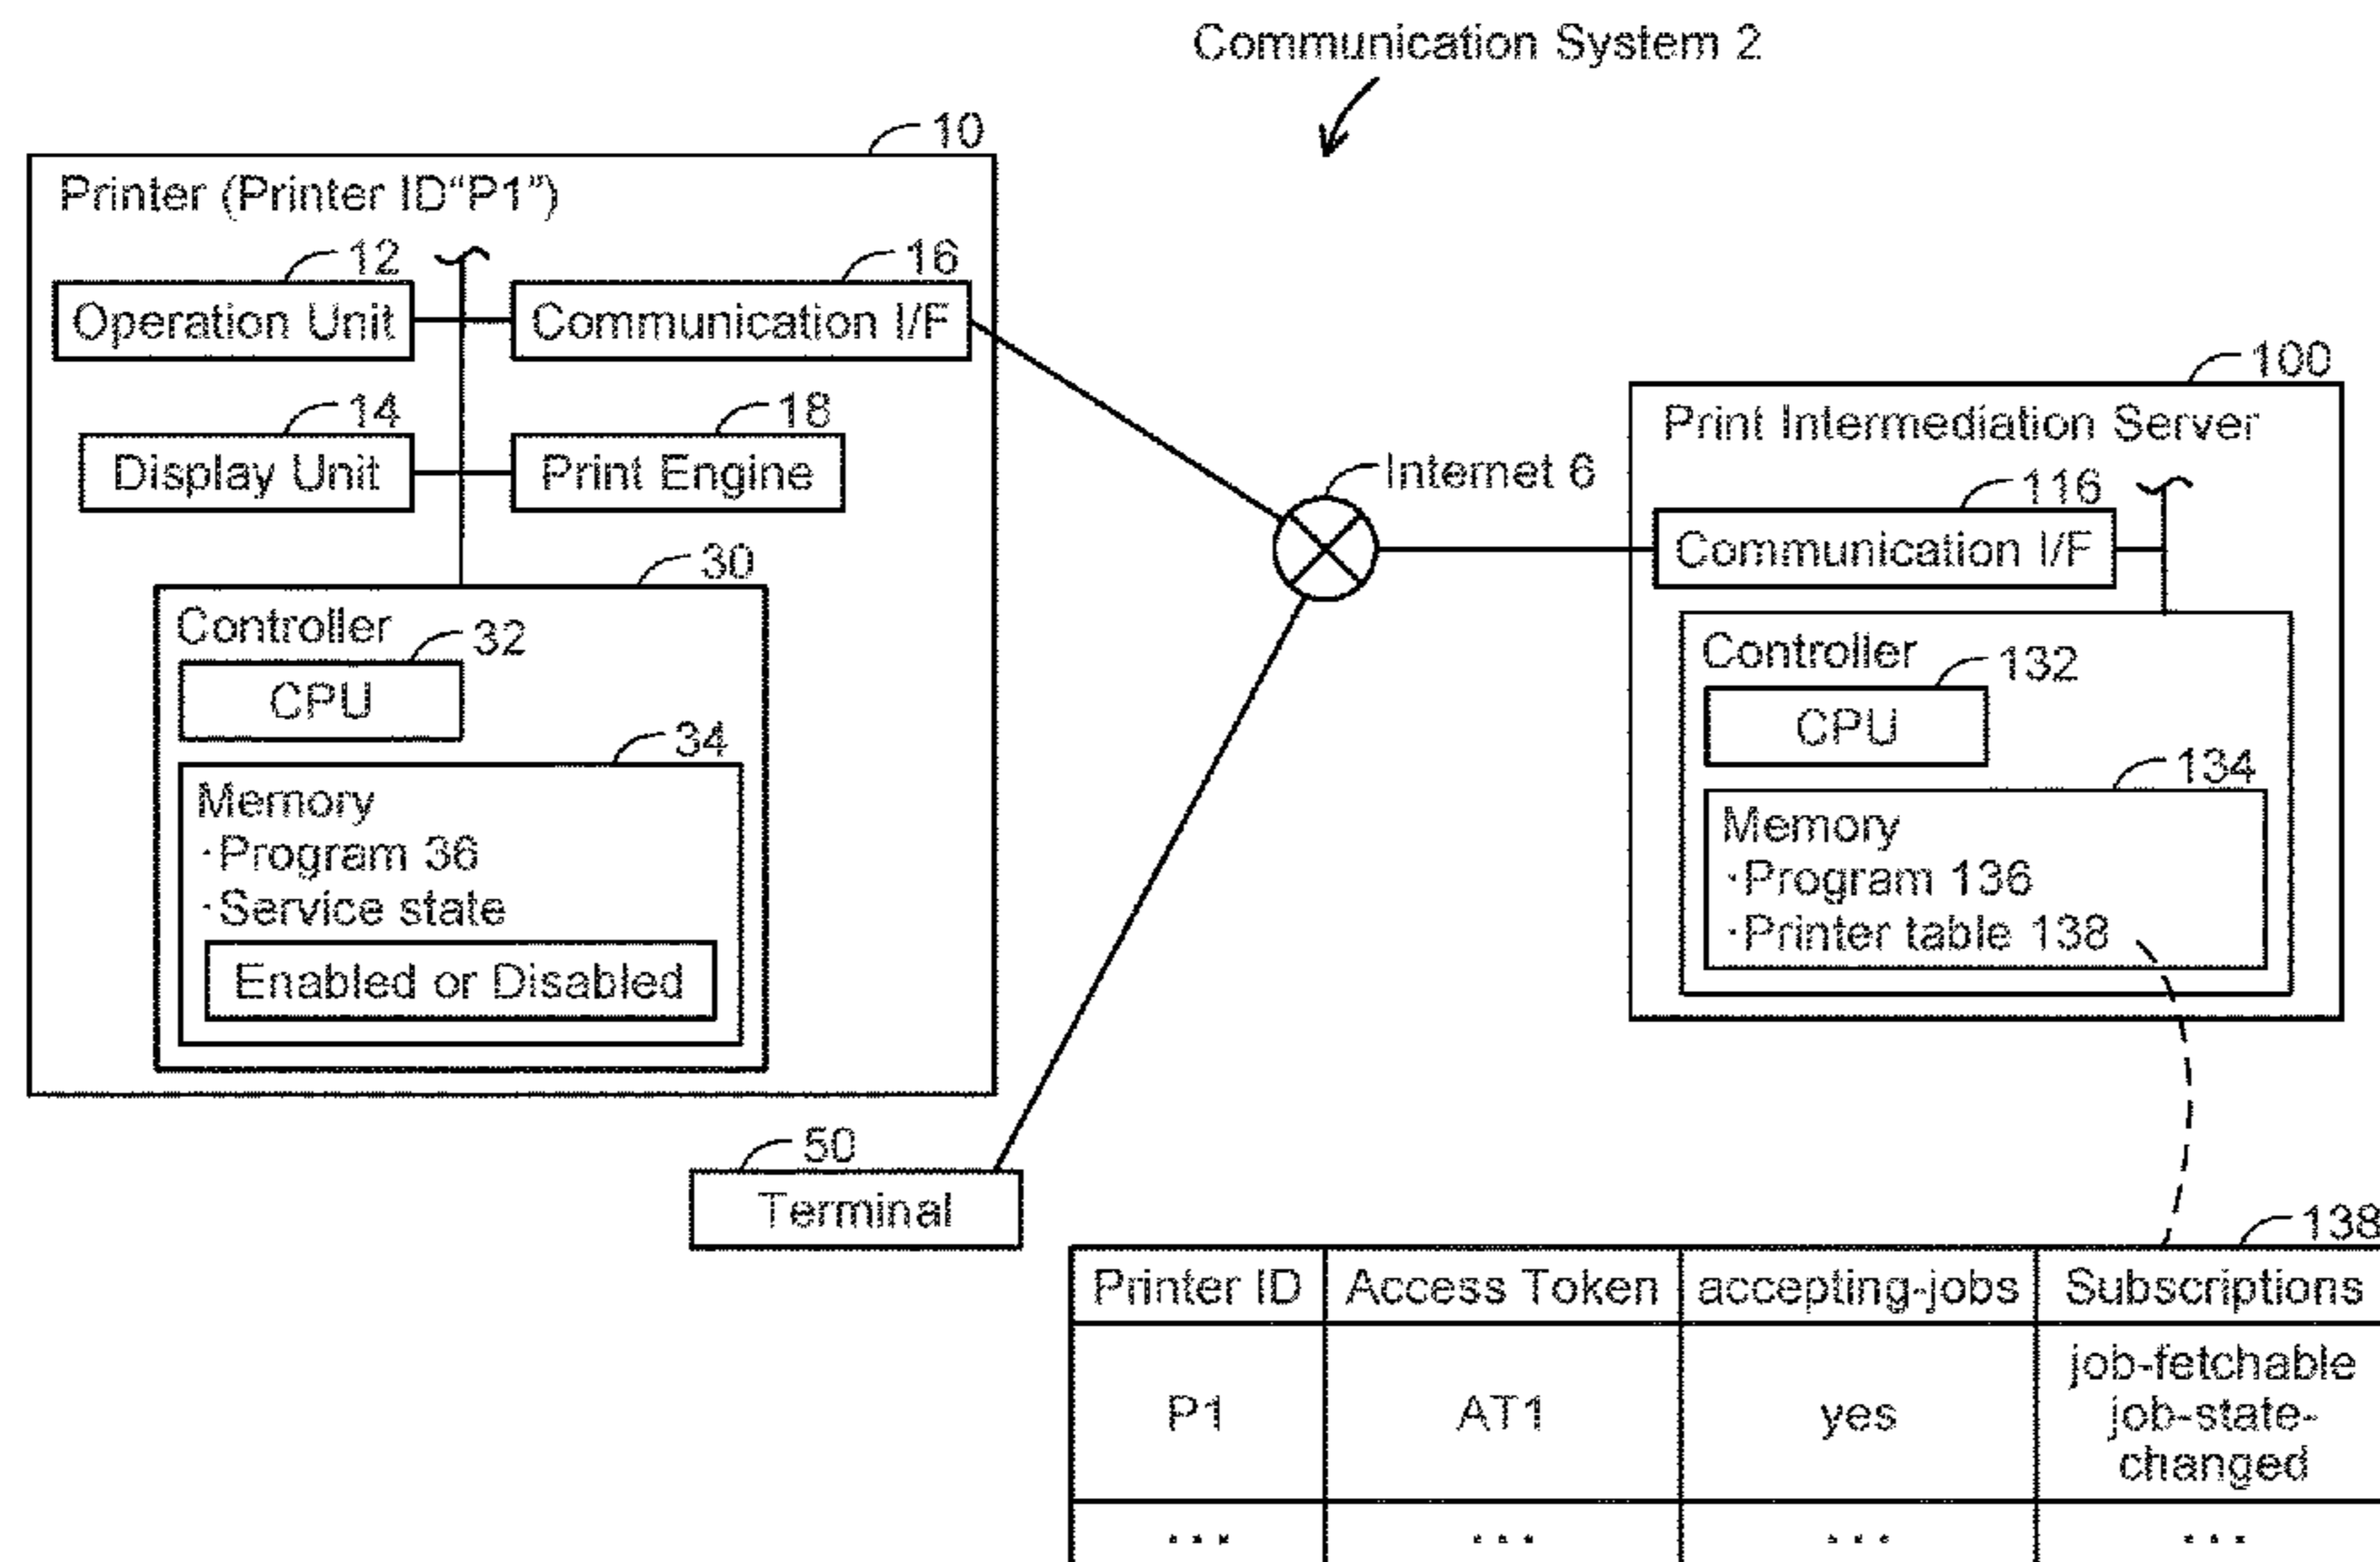 Communication System 2
10
Printer (Printer ID“P1”)
12
16
Operation Unit
Communication I/F
14
18
Display Unit
Print Engine
30
Controller
32
CPU
34
Memory
·Program 36
·Service state
Enabled or Disabled
Internet 6
100
Print Intermediation Server
116
Communication I/F
Controller
132
CPU
134
Memory
·Program 136
·Printer table 138
50
Terminal
138
Printer ID
Access Token
accepting-jobs
Subscriptions
P1
AT1
yes
job-fetchable
job-state-
changed
...
...
...
...